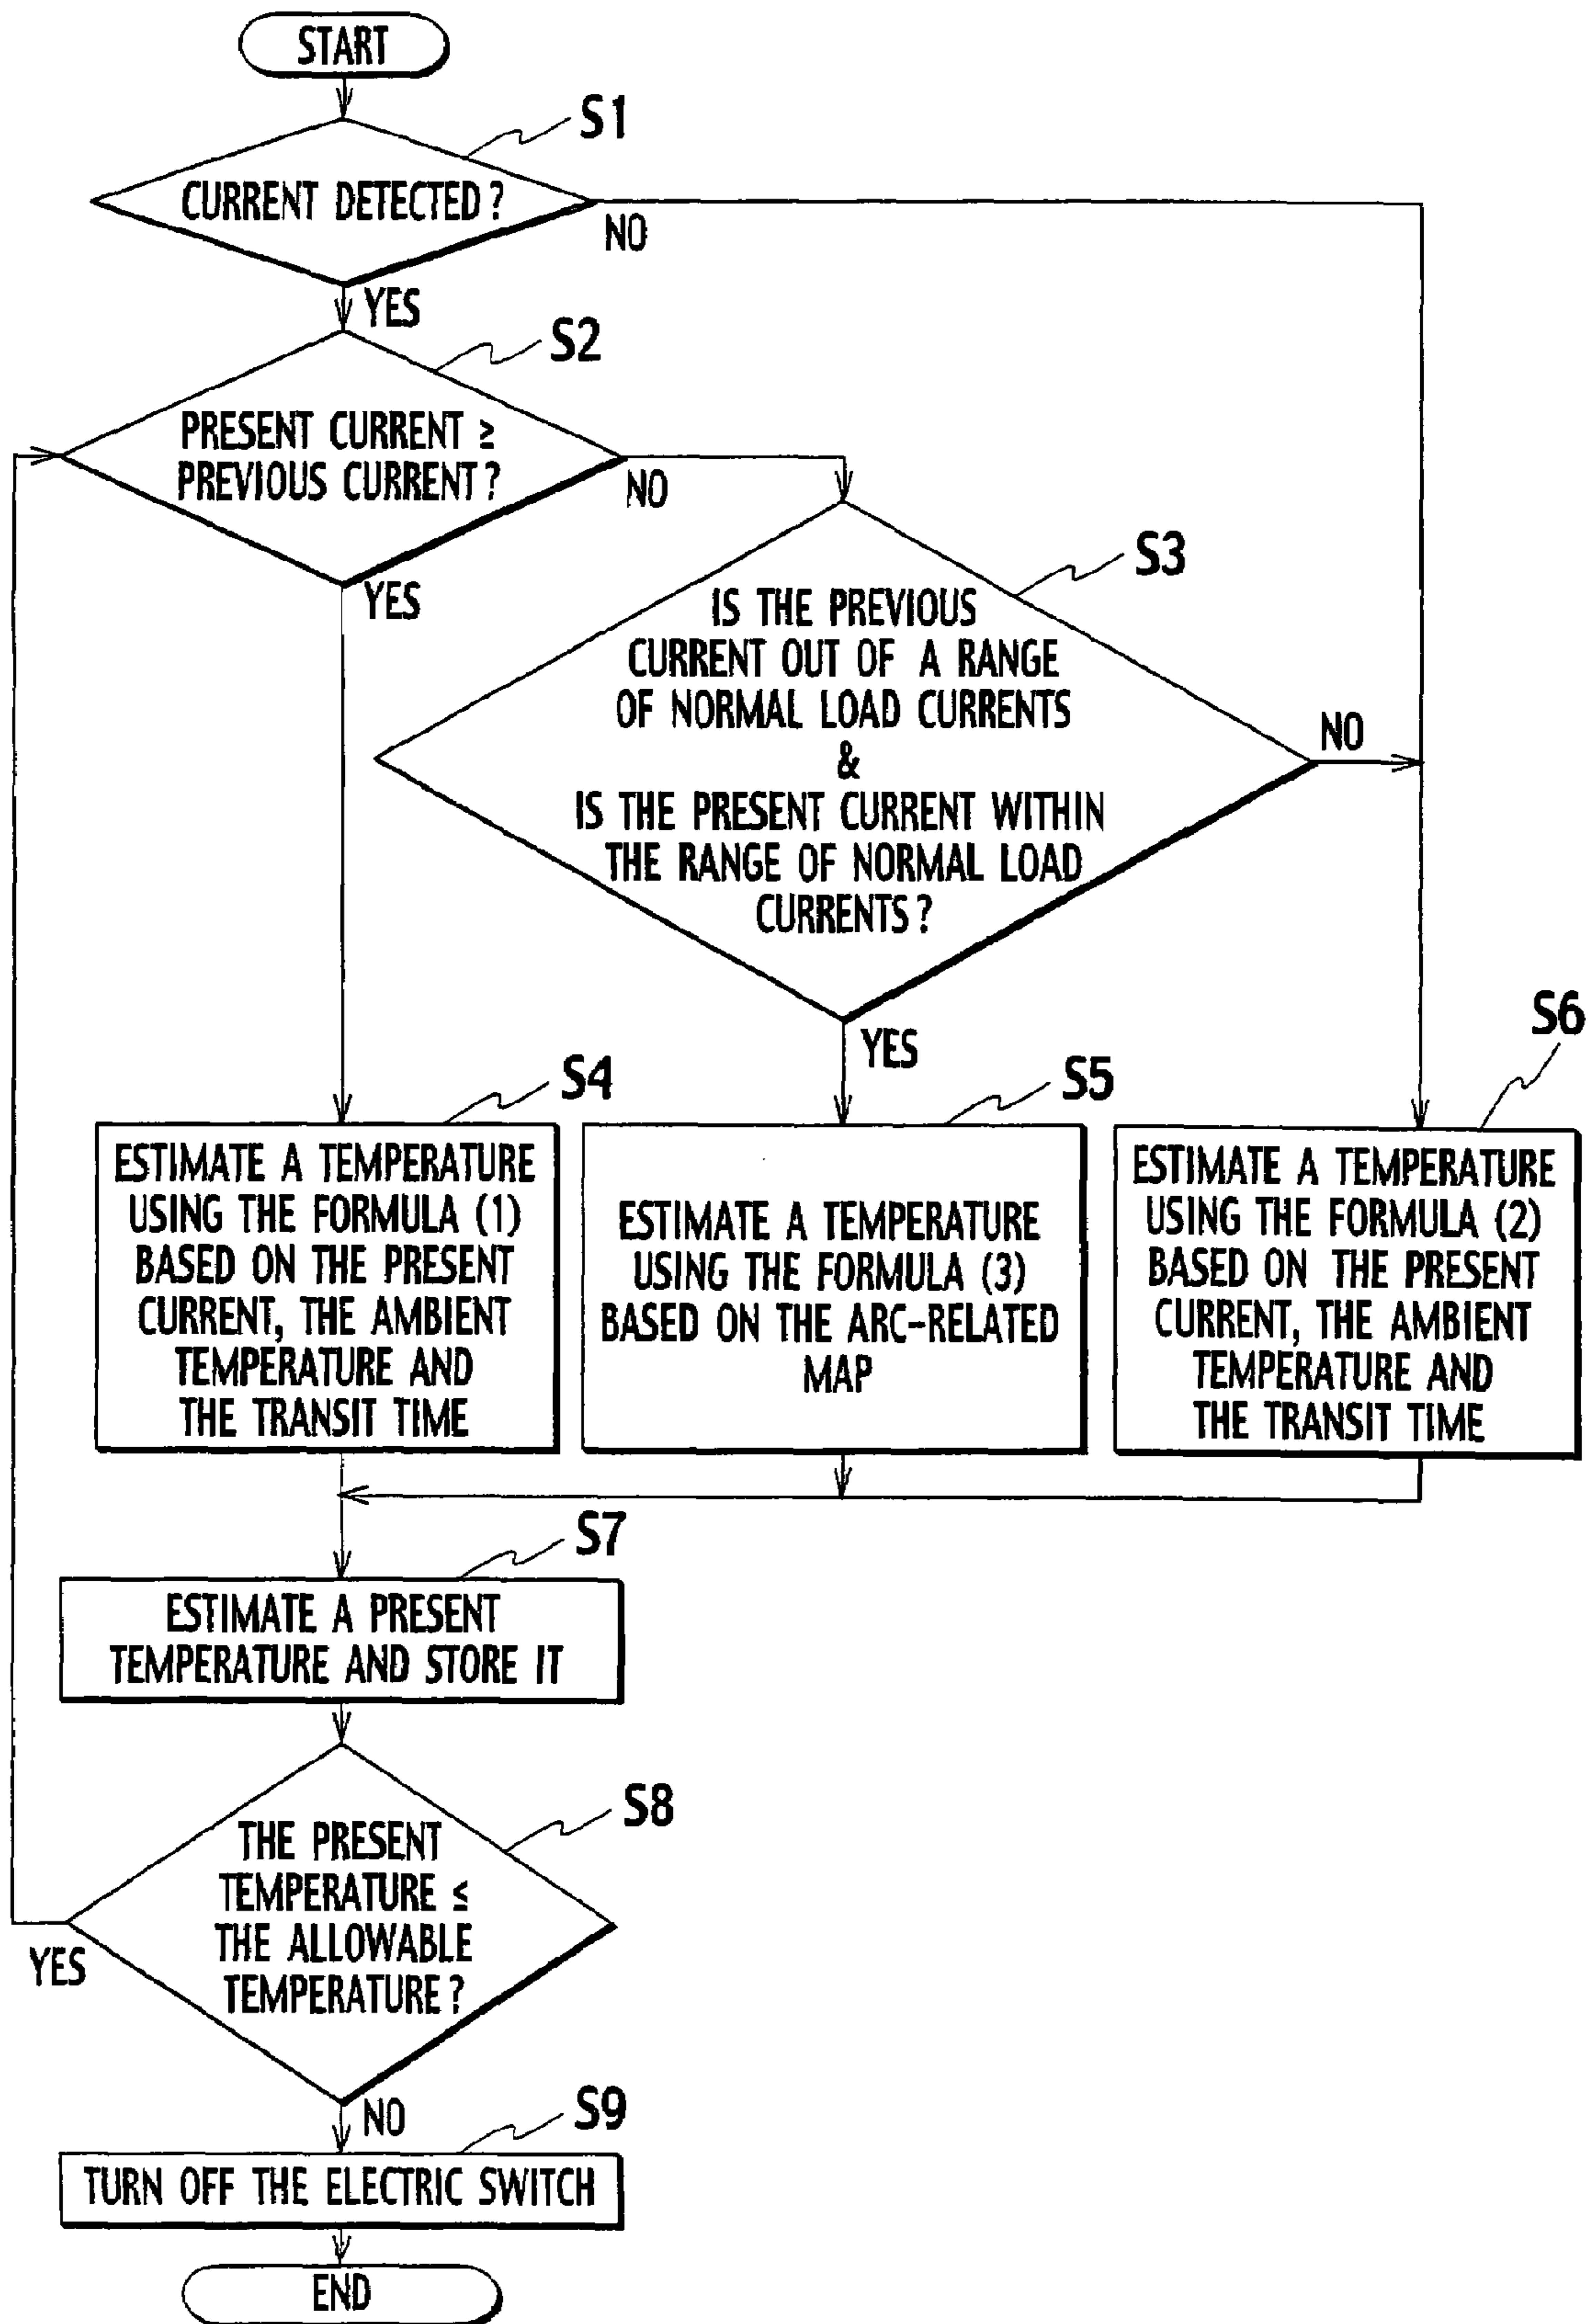 START
S1
CURRENT DETECTED?
NO
YES
S2
PRESENT CURRENT ≥
PREVIOUS CURRENT?
NO
YES
S3
IS THE PREVIOUS
CURRENT OUT OF A RANGE
OF NORMAL LOAD CURRENTS
&
IS THE PRESENT CURRENT WITHIN
THE RANGE OF NORMAL LOAD
CURRENTS?
NO
YES
S4
ESTIMATE A TEMPERATURE
USING THE FORMULA (1)
BASED ON THE PRESENT
CURRENT, THE AMBIENT
TEMPERATURE AND
THE TRANSIT TIME
S5
ESTIMATE A TEMPERATURE
USING THE FORMULA (3)
BASED ON THE ARC-RELATED
MAP
S6
ESTIMATE A TEMPERATURE
USING THE FORMULA (2)
BASED ON THE PRESENT
CURRENT, THE AMBIENT
TEMPERATURE AND
THE TRANSIT TIME
S7
ESTIMATE A PRESENT
TEMPERATURE AND STORE IT
S8
THE PRESENT
TEMPERATURE ≤
THE ALLOWABLE
TEMPERATURE?
YES
NO
S9
TURN OFF THE ELECTRIC SWITCH
END